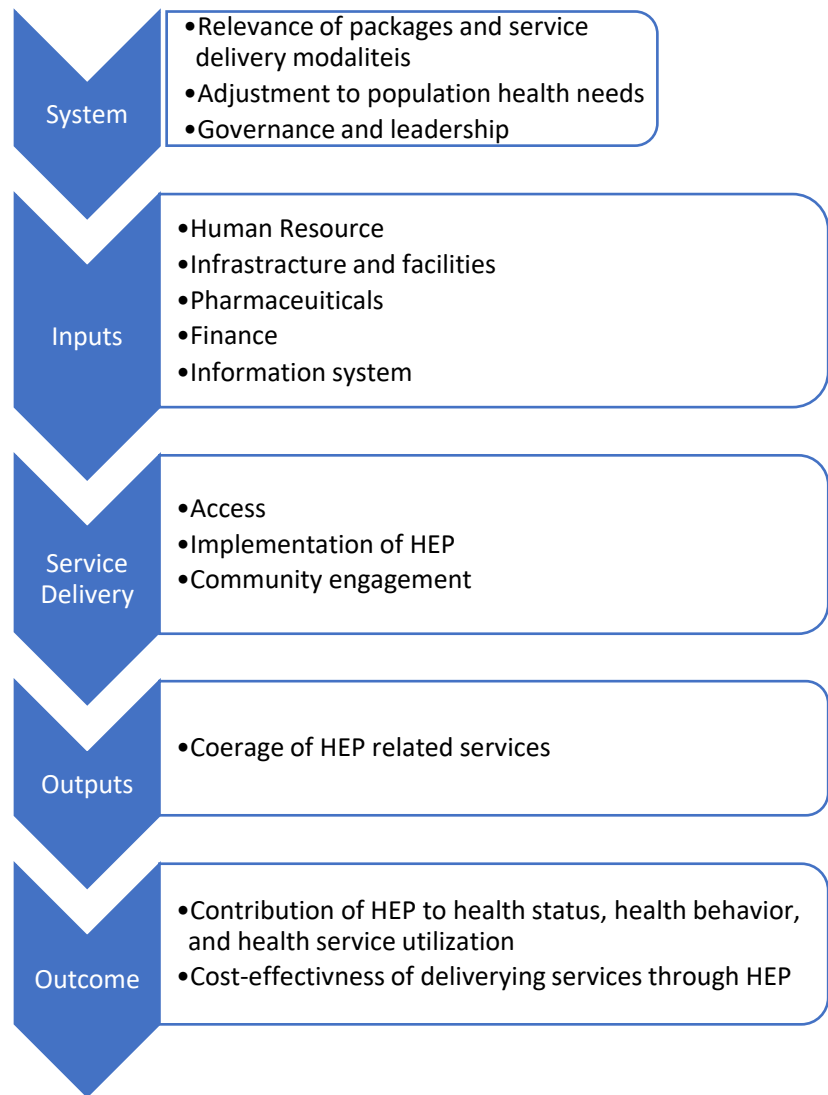 System
•Relevance of packages and service
delivery modaliteis
•Adjustment to population health needs
•Governance and leadership
Inputs
•Human Resource
•Infrastracture and facilities
•Pharmaceuiticals
•Finance
•Information system
Service
Delivery
•Access
•Implementation of HEP
•Community engagement
Outputs
•Coerage of HEP related services
Outcome
•Contribution of HEP to health status, health behavior,
and health service utilization
•Cost-effectivness of deliverying services through HEP